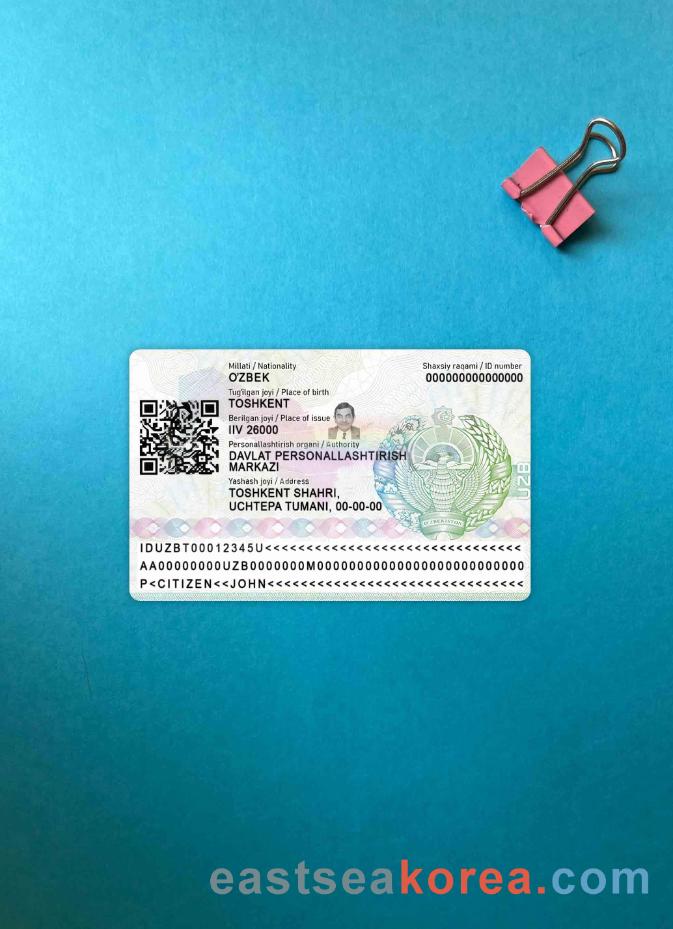 Millati / Nationality
O'ZBEK
Shaxsiy raqami / ID number
000000000000000
Tug'ilgan joyi / Place of birth
TOSHKENT
Berilgan joyi / Place of issue
IIV 26000
Personallashtirish organi / Authority
DAVLAT PERSONALLASHTIRISH
MARKAZI
Yashash joyi / Address
TOSHKENT SHAHRI,
UCHTEPA TUMANI, 00-00-00
UZB
O'ZBEKISTON
IDUZBT00012345U<<<<<<<<<<<<<<<<<<<<<<<<<<<<<<
AA00000000UZB0000000M00000000000000000000000
P<CITIZEN<<JOHN<<<<<<<<<<<<<<<<<<<<<<<<<<<<<<
eastseakorea.com